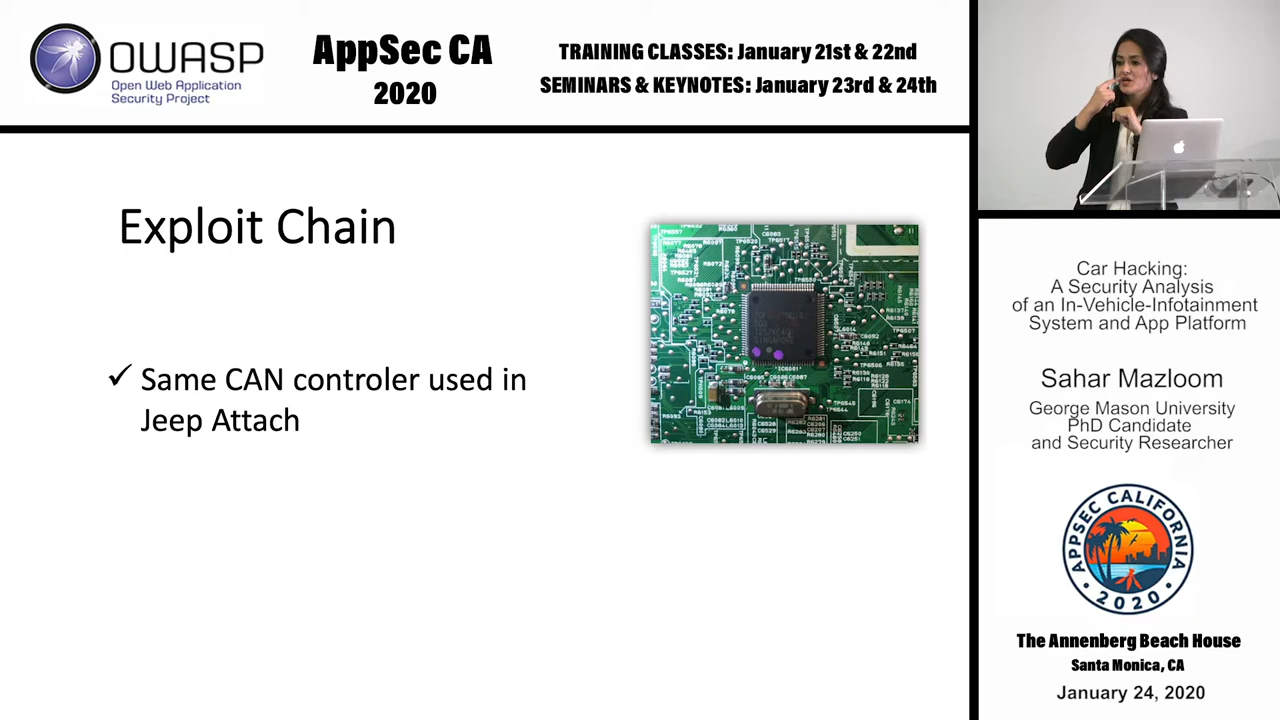 OWASP
Open Web Application
Security Project
AppSec CA
2020
TRAINING CLASSES: January 21st & 22nd
SEMINARS & KEYNOTES: January 23rd & 24th
Exploit Chain
✓ Same CAN controler used in
Jeep Attach
Car Hacking:
A Security Analysis
of an In-Vehicle-Infotainment
System and App Platform
Sahar Mazloom
George Mason University
PhD Candidate
and Security Researcher
APPSEC CALIFORNIA
2020
The Annenberg Beach House
Santa Monica, CA
January 24, 2020